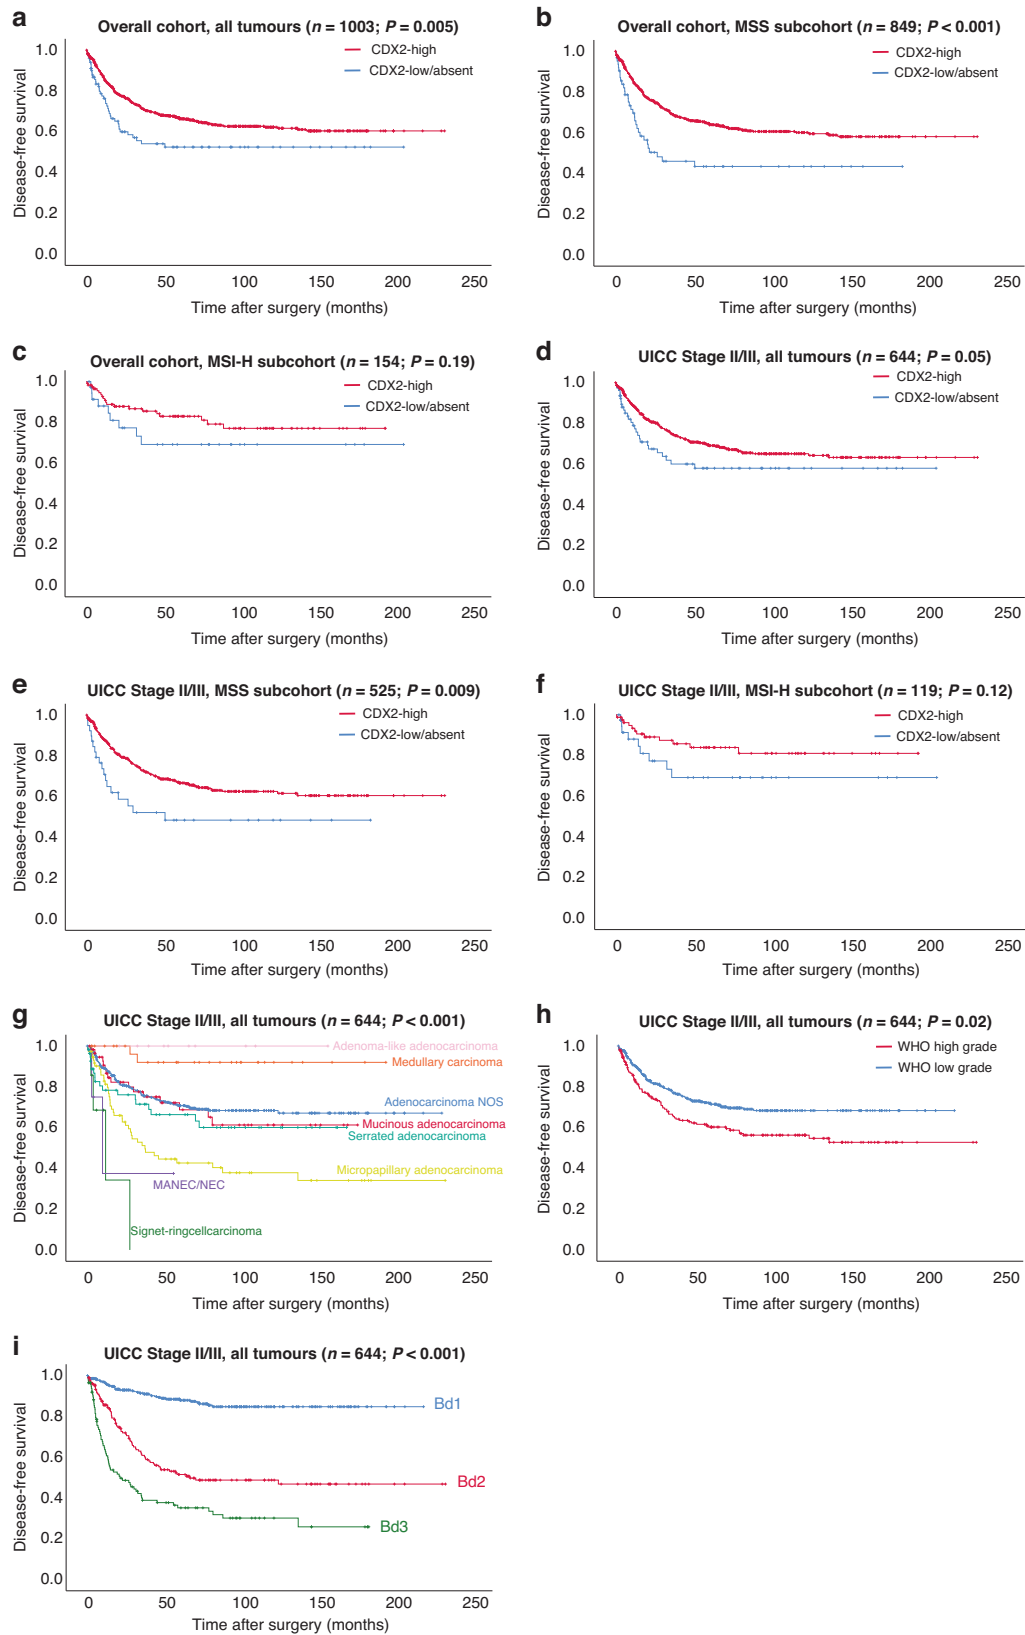 a
Overall cohort, all tumours (n = 1003; P = 0.005)
CDX2-high
CDX2-low/absent
Disease-free survival
1.0
0.8
0.6
0.4
0.2
0.0
0 50 100 150 200 250
Time after surgery (months)
b
Overall cohort, MSS subcohort (n = 849; P < 0.001)
CDX2-high
CDX2-low/absent
Disease-free survival
1.0
0.8
0.6
0.4
0.2
0.0
0 50 100 150 200 250
Time after surgery (months)
c
Overall cohort, MSI-H subcohort (n = 154; P = 0.19)
CDX2-high
CDX2-low/absent
Disease-free survival
1.0
0.8
0.6
0.4
0.2
0.0
0 50 100 150 200 250
Time after surgery (months)
d
UICC Stage II/III, all tumours (n = 644; P = 0.05)
CDX2-high
CDX2-low/absent
Disease-free survival
1.0
0.8
0.6
0.4
0.2
0.0
0 50 100 150 200 250
Time after surgery (months)
e
UICC Stage II/III, MSS subcohort (n = 525; P = 0.009)
CDX2-high
CDX2-low/absent
Disease-free survival
1.0
0.8
0.6
0.4
0.2
0.0
0 50 100 150 200 250
Time after surgery (months)
f
UICC Stage II/III, MSI-H subcohort (n = 119; P = 0.12)
CDX2-high
CDX2-low/absent
Disease-free survival
1.0
0.8
0.6
0.4
0.2
0.0
0 50 100 150 200 250
Time after surgery (months)
g
UICC Stage II/III, all tumours (n = 644; P < 0.001)
Adenoma-like adenocarcinoma
Medullary carcinoma
Adenocarcinoma NOS
Mucinous adenocarcinoma
Serrated adenocarcinoma
Micropapillary adenocarcinoma
MANEC/NEC
Signet-ringcellcarcinoma
Disease-free survival
1.0
0.8
0.6
0.4
0.2
0.0
0 50 100 150 200 250
Time after surgery (months)
h
UICC Stage II/III, all tumours (n = 644; P = 0.02)
WHO high grade
WHO low grade
Disease-free survival
1.0
0.8
0.6
0.4
0.2
0.0
0 50 100 150 200 250
Time after surgery (months)
i
UICC Stage II/III, all tumours (n = 644; P < 0.001)
Bd1
Bd2
Bd3
Disease-free survival
1.0
0.8
0.6
0.4
0.2
0.0
0 50 100 150 200 250
Time after surgery (months)